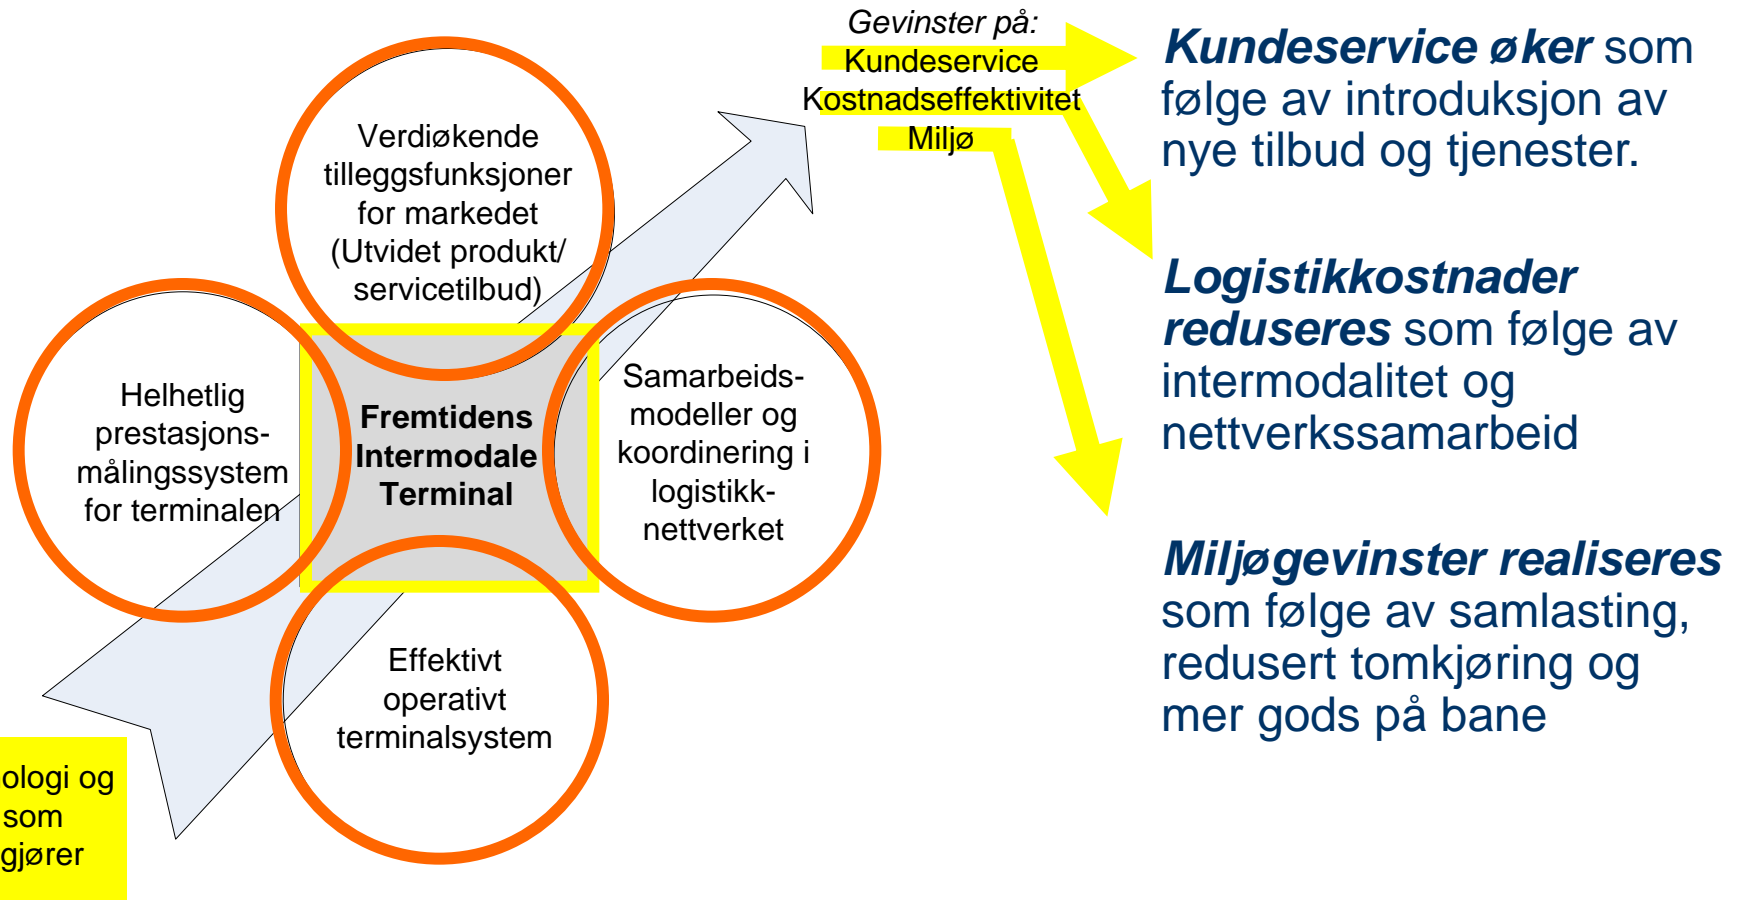 Gevinster på:
Kundeservice
Kostnadseffektivitet
Miljø
Verdiøkende
tilleggsfunksjoner
for markedet
(Utvidet produkt/
servicetilbud)
Helhetlig
prestasjons-
målingssystem
for terminalen
Fremtidens
Intermodale
Terminal
Samarbeids-
modeller og
koordinering i
logistikk-
nettverket
Effektivt
operativt
terminalsystem
og
som
Kundeservice øker som
følge av introduksjon av
nye tilbud og tjenester.
Logistikkostnader
reduseres som følge av
intermodalitet og
nettverkssamarbeid
Miljøgevinster realiseres
som følge av samlasting,
redusert tomkjøring og
mer gods på bane